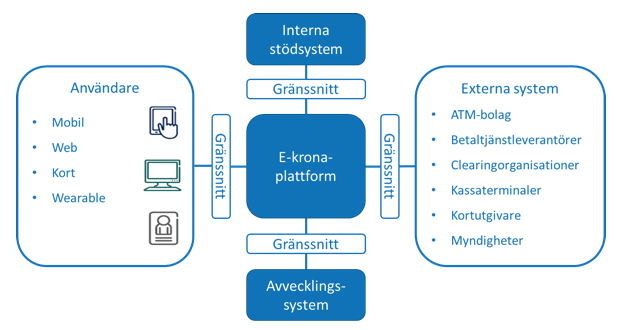 Interna
stödsystem
Gränssnitt
Användare
• Mobil
• Web
• Kort
• Wearable
Gränssnitt
E-krona-
plattform
Gränssnitt
Externa system
• ATM-bolag
• Betaltjänstleverantörer
• Clearingorganisationer
• Kassaterminaler
• Kortutgivare
• Myndigheter
Gränssnitt
Avvecklings-
system